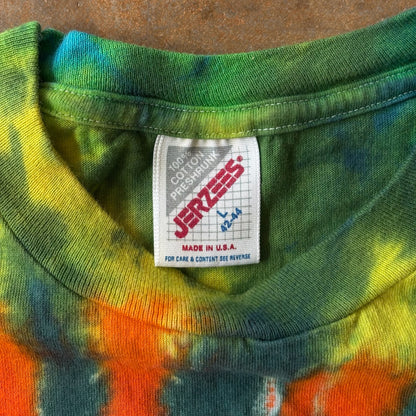 100%
COTTON
PRESHRUNK
JERZEES®
L
42-44
MADE IN U.S.A.
FOR CARE & CONTENT SEE REVERSE